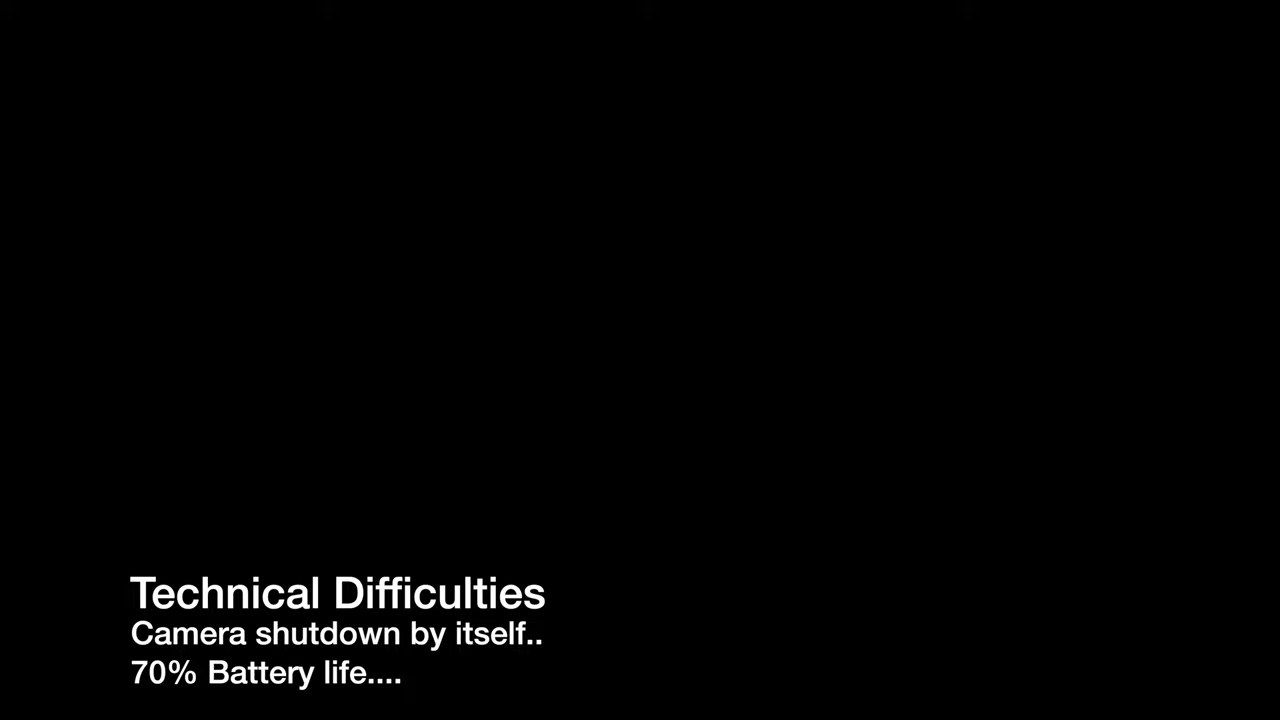 Technical Difficulties
Camera shutdown by itself..
70% Battery life....